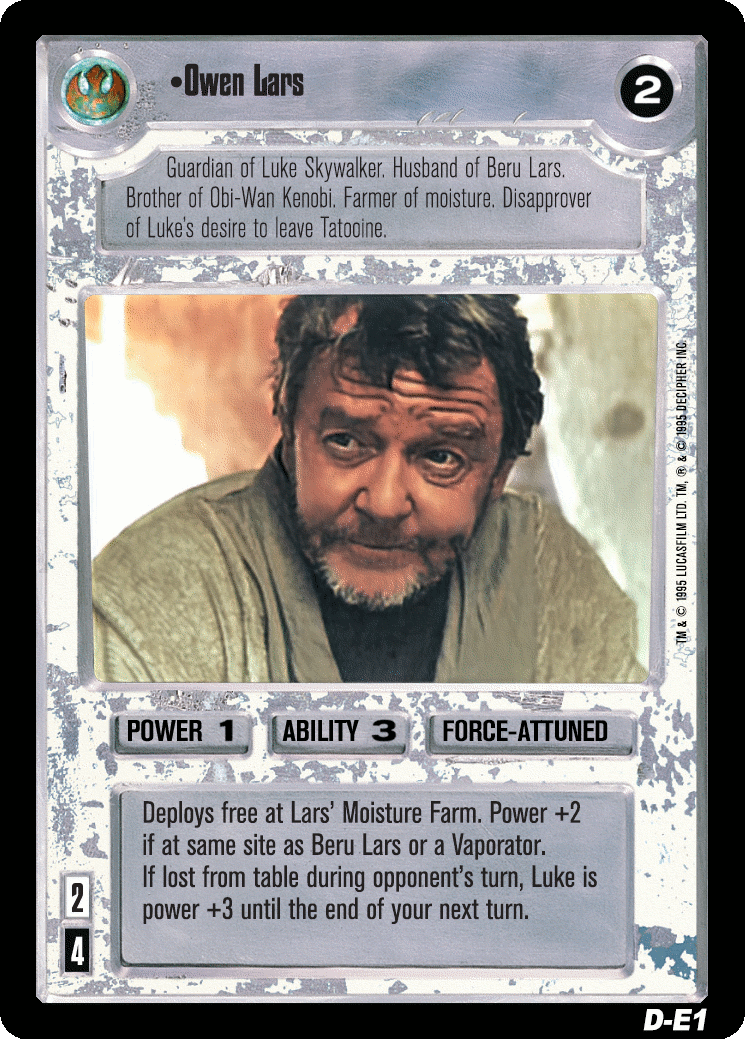 •Owen Lars
2
Guardian of Luke Skywalker. Husband of Beru Lars.
Brother of Obi-Wan Kenobi. Farmer of moisture. Disapprover
of Luke's desire to leave Tatooine.
TM & © 1995 LUCASFILM LTD. TM, ® & © 1995 DECIPHER INC.
POWER 1
ABILITY 3
FORCE-ATTUNED
Deploys free at Lars' Moisture Farm. Power +2
if at same site as Beru Lars or a Vaporator.
If lost from table during opponent's turn, Luke is
power +3 until the end of your next turn.
2
4
D-E1